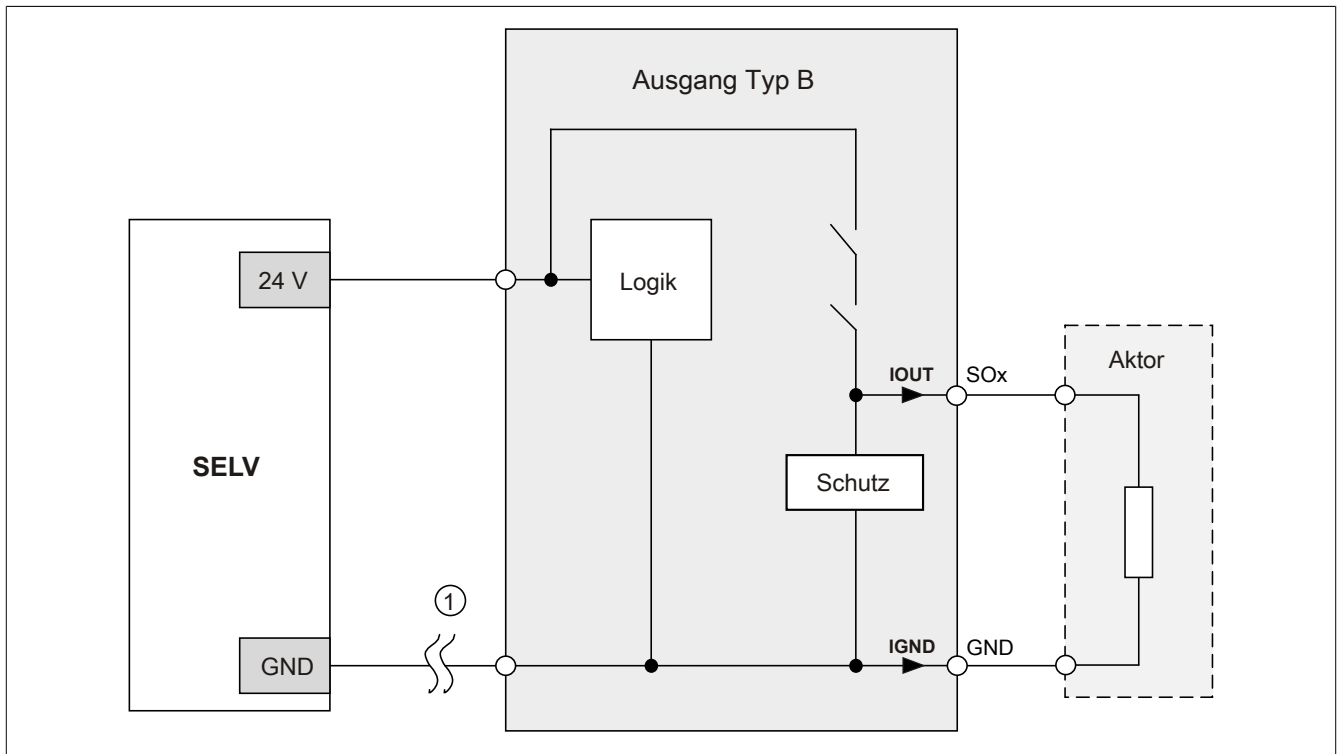 Ausgang Typ B
24 V
Logik
IOUT
SOx
Aktor
SELV
Schutz
1
GND
IGND
GND